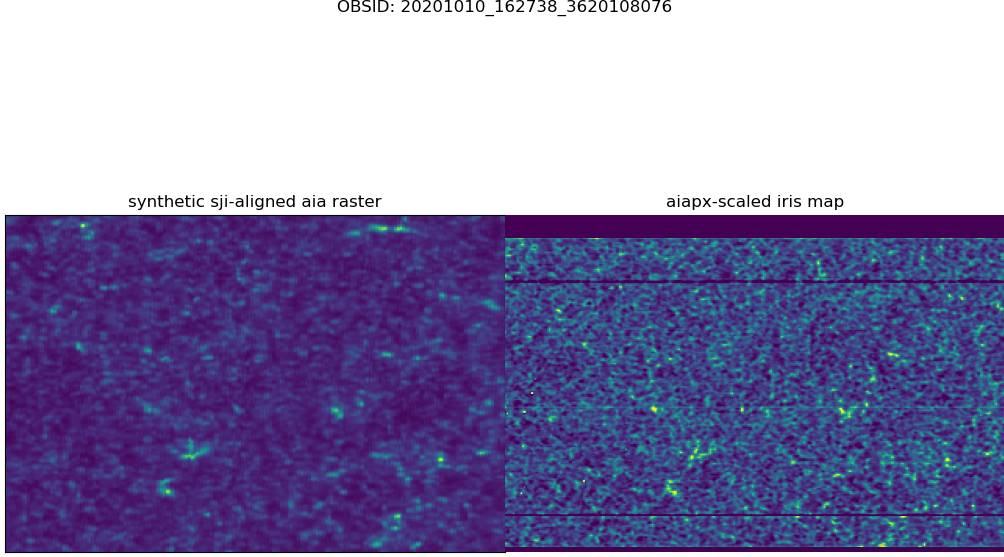 OBSID: 20201010_162738_3620108076
synthetic sji-aligned aia raster
aiapx-scaled iris map